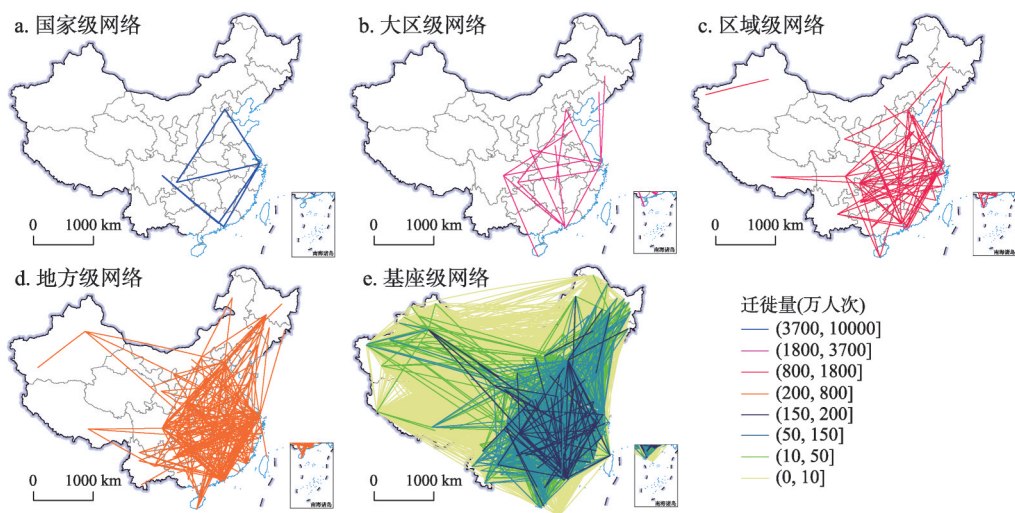 a. 国家级网络
0 1000 km
南海诸岛
b. 大区级网络
0 1000 km
南海诸岛
c. 区域级网络
0 1000 km
南海诸岛
d. 地方级网络
0 1000 km
南海诸岛
e. 基座级网络
0 1000 km
南海诸岛
迁徙量(万人次)
(3700, 10000]
(1800, 3700]
(800, 1800]
(200, 800]
(150, 200]
(50, 150]
(10, 50]
(0, 10]